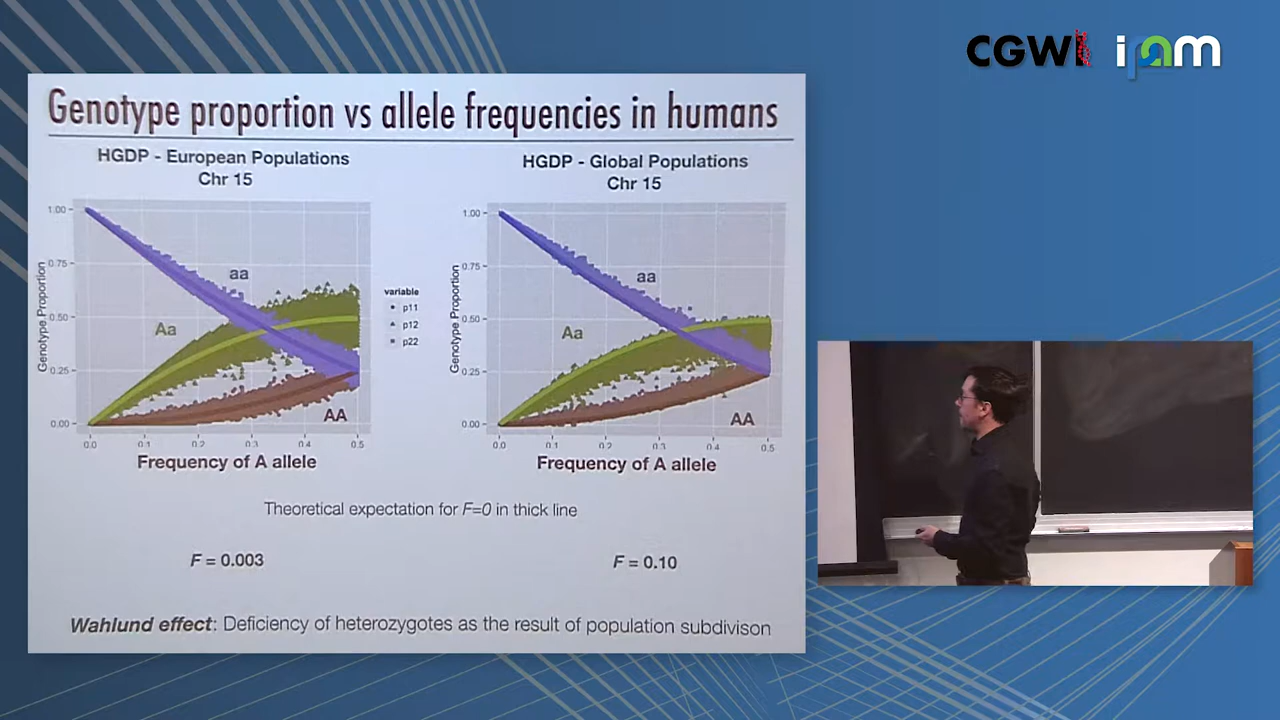 CGWI ipam
Genotype proportion vs allele frequencies in humans
HGDP - European Populations
Chr 15
HGDP - Global Populations
Chr 15
1.00
0.75
0.50
0.25
0.00
Genotype Proportion
aa
Aa
AA
0.0 0.1 0.2 0.3 0.4 0.5
Frequency of A allele
variable
p11
p12
p22
1.00
0.75
0.50
0.25
0.00
Genotype Proportion
aa
Aa
AA
0.0 0.1 0.2 0.3 0.4 0.5
Frequency of A allele
Theoretical expectation for F=0 in thick line
F = 0.003
F = 0.10
Wahlund effect: Deficiency of heterozygotes as the result of population subdivison